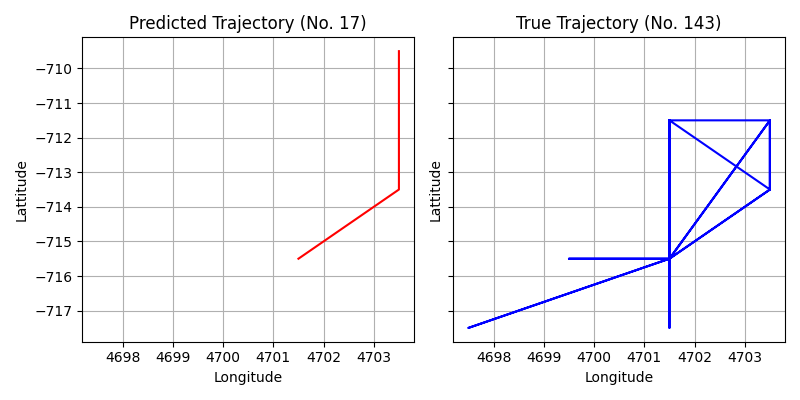 Predicted Trajectory (No. 17)
True Trajectory (No. 143)
Lattitude
−710
−711
−712
−713
−714
−715
−716
−717
4698 4699 4700 4701 4702 4703
Longitude
Lattitude
4698 4699 4700 4701 4702 4703
Longitude